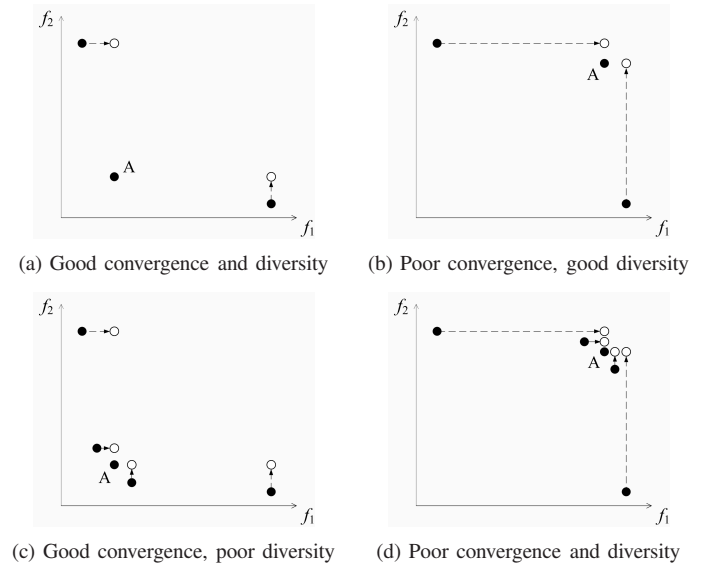 f2
f2
A
A
f1
f1
(a) Good convergence and diversity
(b) Poor convergence, good diversity
f2
f2
A
A
f1
f1
(c) Good convergence, poor diversity
(d) Poor convergence and diversity